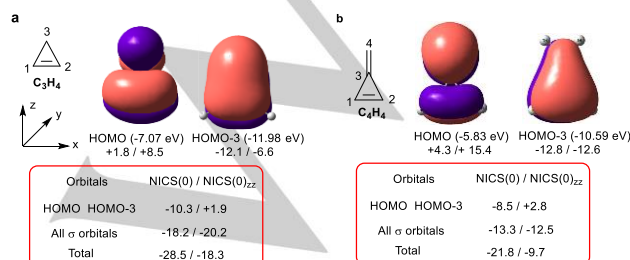 a
3
1 2
C3H4
z
y
x
HOMO (-7.07 eV) HOMO-3 (-11.98 eV)
+1.8 / +8.5 -12.1 / -6.6
Orbitals NICS(0) / NICS(0)zz
HOMO HOMO-3 -10.3 / +1.9
All σ orbitals -18.2 / -20.2
Total -28.5 / -18.3
b
4
3
1 2
C4H4
HOMO (-5.83 eV) HOMO-3 (-10.59 eV)
+4.3 / + 15.4 -12.8 / -12.6
Orbitals NICS(0) / NICS(0)zz
HOMO HOMO-3 -8.5 / +2.8
All σ orbitals -13.3 / -12.5
Total -21.8 / -9.7